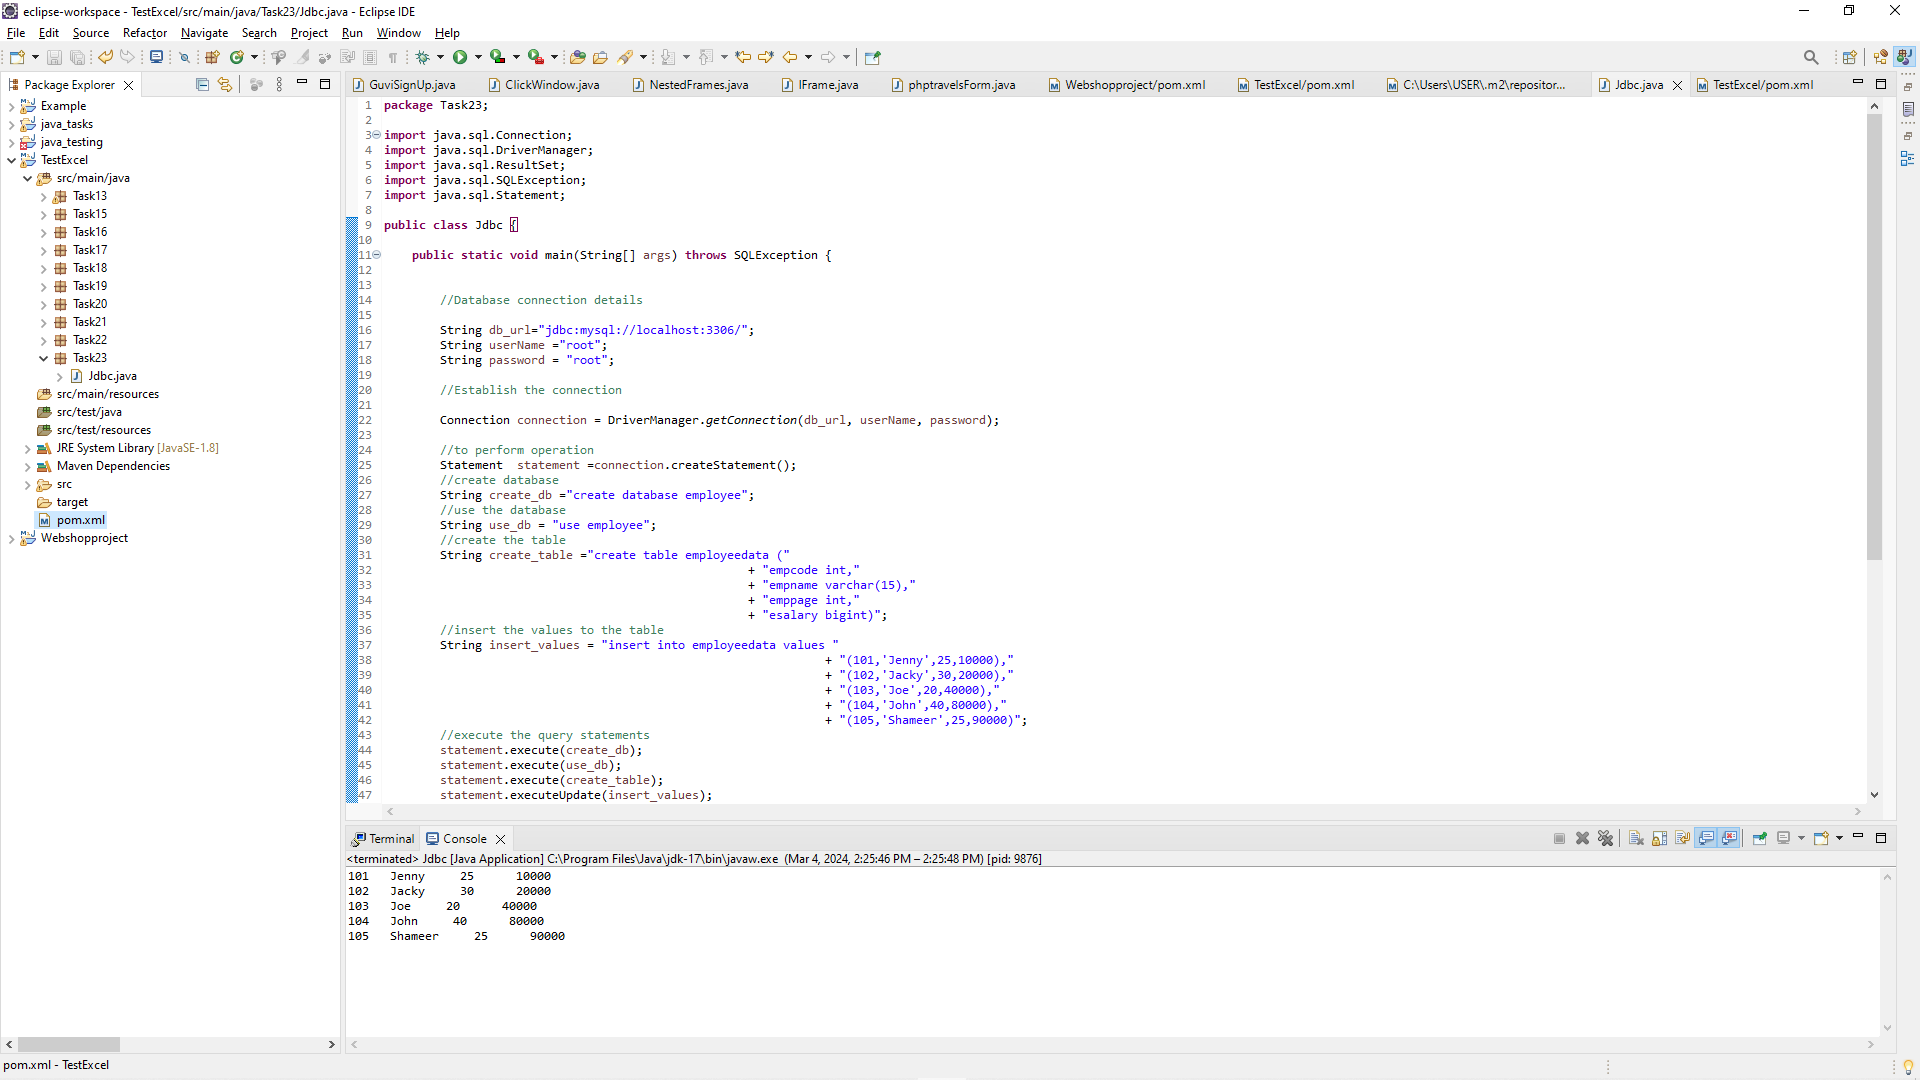 eclipse-workspace - TestExcel/src/main/java/Task23/Jdbc.java - Eclipse IDE
File Edit Source Refactor Navigate Search Project Run Window Help
Package Explorer
GuviSignUp.java ClickWindow.java NestedFrames.java IFrame.java phptravelsForm.java Webshopproject/pom.xml TestExcel/pom.xml C:\Users\USER\.m2\repositor... Jdbc.java TestExcel/pom.xml
Example
java_tasks
java_testing
TestExcel
src/main/java
Task13
Task15
Task16
Task17
Task18
Task19
Task20
Task21
Task22
Task23
Jdbc.java
src/main/resources
src/test/java
src/test/resources
JRE System Library [JavaSE-1.8]
Maven Dependencies
src
target
pom.xml
Webshopproject
1 package Task23;
2
3 import java.sql.Connection;
4 import java.sql.DriverManager;
5 import java.sql.ResultSet;
6 import java.sql.SQLException;
7 import java.sql.Statement;
8
9 public class Jdbc {
10
11 public static void main(String[] args) throws SQLException {
12
13
14 //Database connection details
15
16 String db_url="jdbc:mysql://localhost:3306/";
17 String userName ="root";
18 String password = "root";
19
20 //Establish the connection
21
22 Connection connection = DriverManager.getConnection(db_url, userName, password);
23
24 //to perform operation
25 Statement  statement =connection.createStatement();
26 //create database
27 String create_db ="create database employee";
28 //use the database
29 String use_db = "use employee";
30 //create the table
31 String create_table ="create table employeedata ("
32 + "empcode int,"
33 + "empname varchar(15),"
34 + "emppage int,"
35 + "esalary bigint)";
36 //insert the values to the table
37 String insert_values = "insert into employeedata values "
38 + "(101,'Jenny',25,10000),"
39 + "(102,'Jacky',30,20000),"
40 + "(103,'Joe',20,40000),"
41 + "(104,'John',40,80000),"
42 + "(105,'Shameer',25,90000)";
43 //execute the query statements
44 statement.execute(create_db);
45 statement.execute(use_db);
46 statement.execute(create_table);
47 statement.executeUpdate(insert_values);
Terminal Console
<terminated> Jdbc [Java Application] C:\Program Files\Java\jdk-17\bin\javaw.exe (Mar 4, 2024, 2:25:46 PM – 2:25:48 PM) [pid: 9876]
101 Jenny 25 10000
102 Jacky 30 20000
103 Joe 20 40000
104 John 40 80000
105 Shameer 25 90000
pom.xml - TestExcel